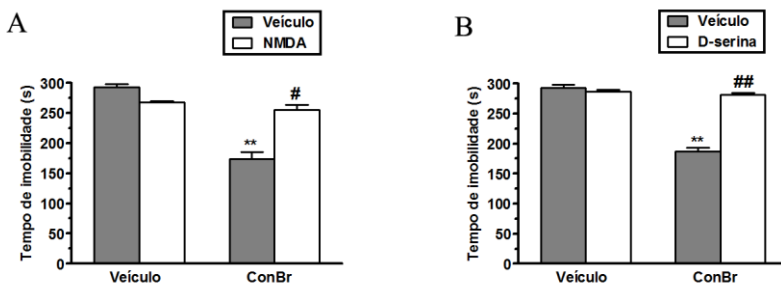 A
Veículo
NMDA
Tempo de imobilidade (s)
300
250
200
150
100
50
0
**
#
Veículo
ConBr
B
Veículo
D-serina
Tempo de imobilidade (s)
300
250
200
150
100
50
0
**
##
Veículo
ConBr